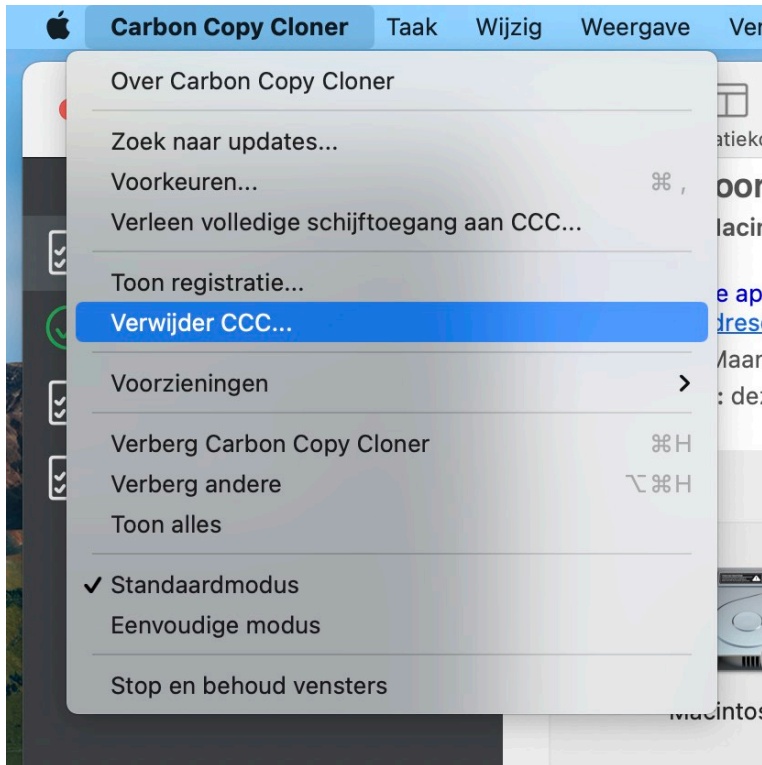 Carbon Copy Cloner Taak Wijzig Weergave
Over Carbon Copy Cloner
Zoek naar updates...
Voorkeuren... ⌘ ,
Verleen volledige schijftoegang aan CCC...
Toon registratie...
Verwijder CCC...
Voorzieningen
Verberg Carbon Copy Cloner ⌘H
Verberg andere ⌥⌘H
Toon alles
Standaardmodus
Eenvoudige modus
Stop en behoud vensters